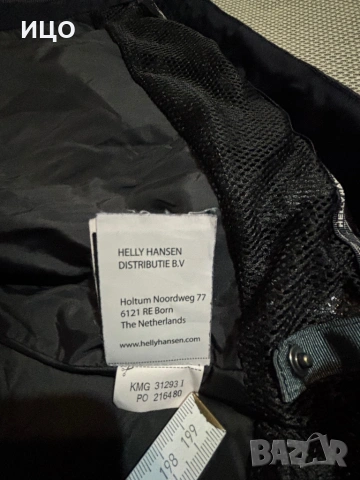 ИЦО
HELLY HANSEN
DISTRIBUTIE B.V
Holtum Noordweg 77
6121 RE Born
The Netherlands
www.hellyhansen.com
KMG 31293 1
PO 216480
198 199
BAZAR